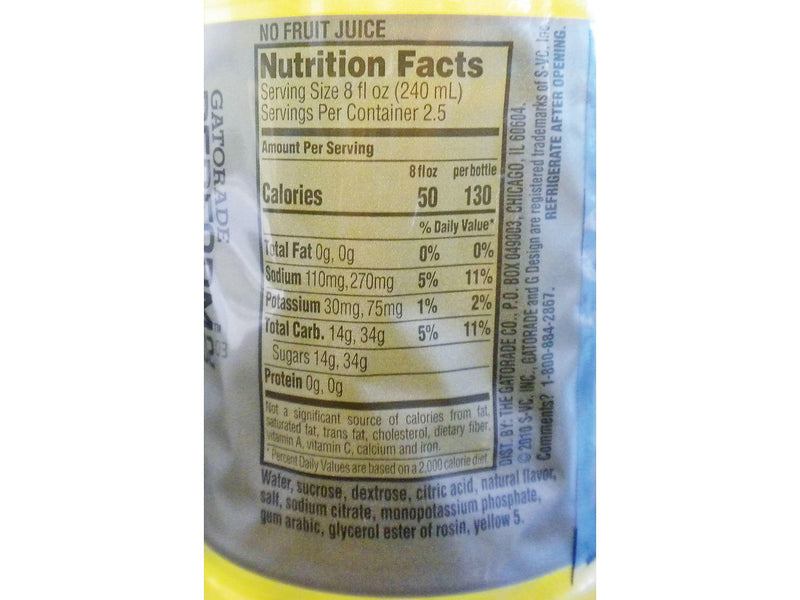 NO FRUIT JUICE
Nutrition Facts
Serving Size 8 fl oz (240 mL)
Servings Per Container 2.5
Amount Per Serving
8 fl oz per bottle
Calories 50 130
% Daily Value*
Total Fat 0g, 0g 0% 0%
Sodium 110mg, 270mg 5% 11%
Potassium 30mg, 75mg 1% 2%
Total Carb. 14g, 34g 5% 11%
Sugars 14g, 34g
Protein 0g, 0g
Not a significant source of calories from fat,
saturated fat, trans fat, cholesterol, dietary fiber,
vitamin A, vitamin C, calcium and iron.
* Percent Daily Values are based on a 2,000 calorie diet.
Water, sucrose, dextrose, citric acid, natural flavor,
salt, sodium citrate, monopotassium phosphate,
gum arabic, glycerol ester of rosin, yellow 5.
DIST. BY: THE GATORADE CO., P.O. BOX 049003, CHICAGO, IL 60604.
© 2010 S-VC, INC., GATORADE and G Design are registered trademarks of S-VC, Inc.
Comments? 1-800-884-2867. REFRIGERATE AFTER OPENING.
GATORADE
PERFORM